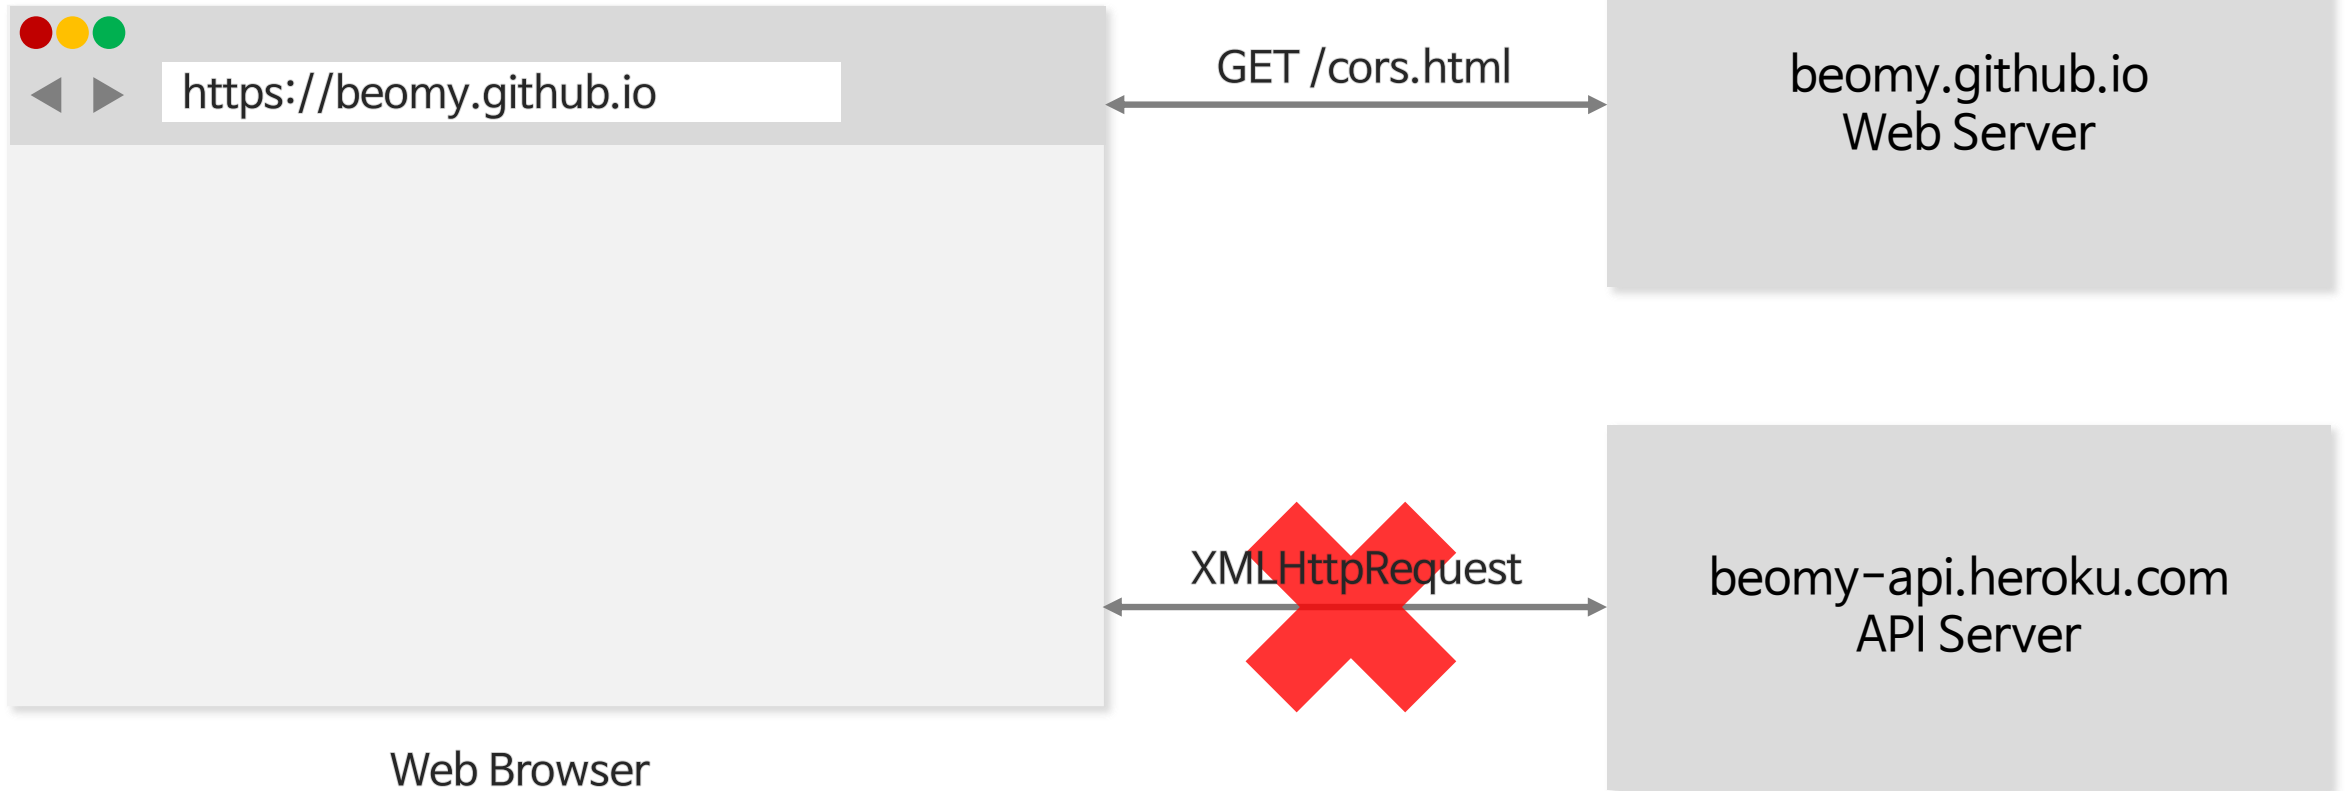 https://beomy.github.io
GET /cors.html
beomy.github.io
Web Server
XMLHttpRequest
beomy-api.heroku.com
API Server
Web Browser